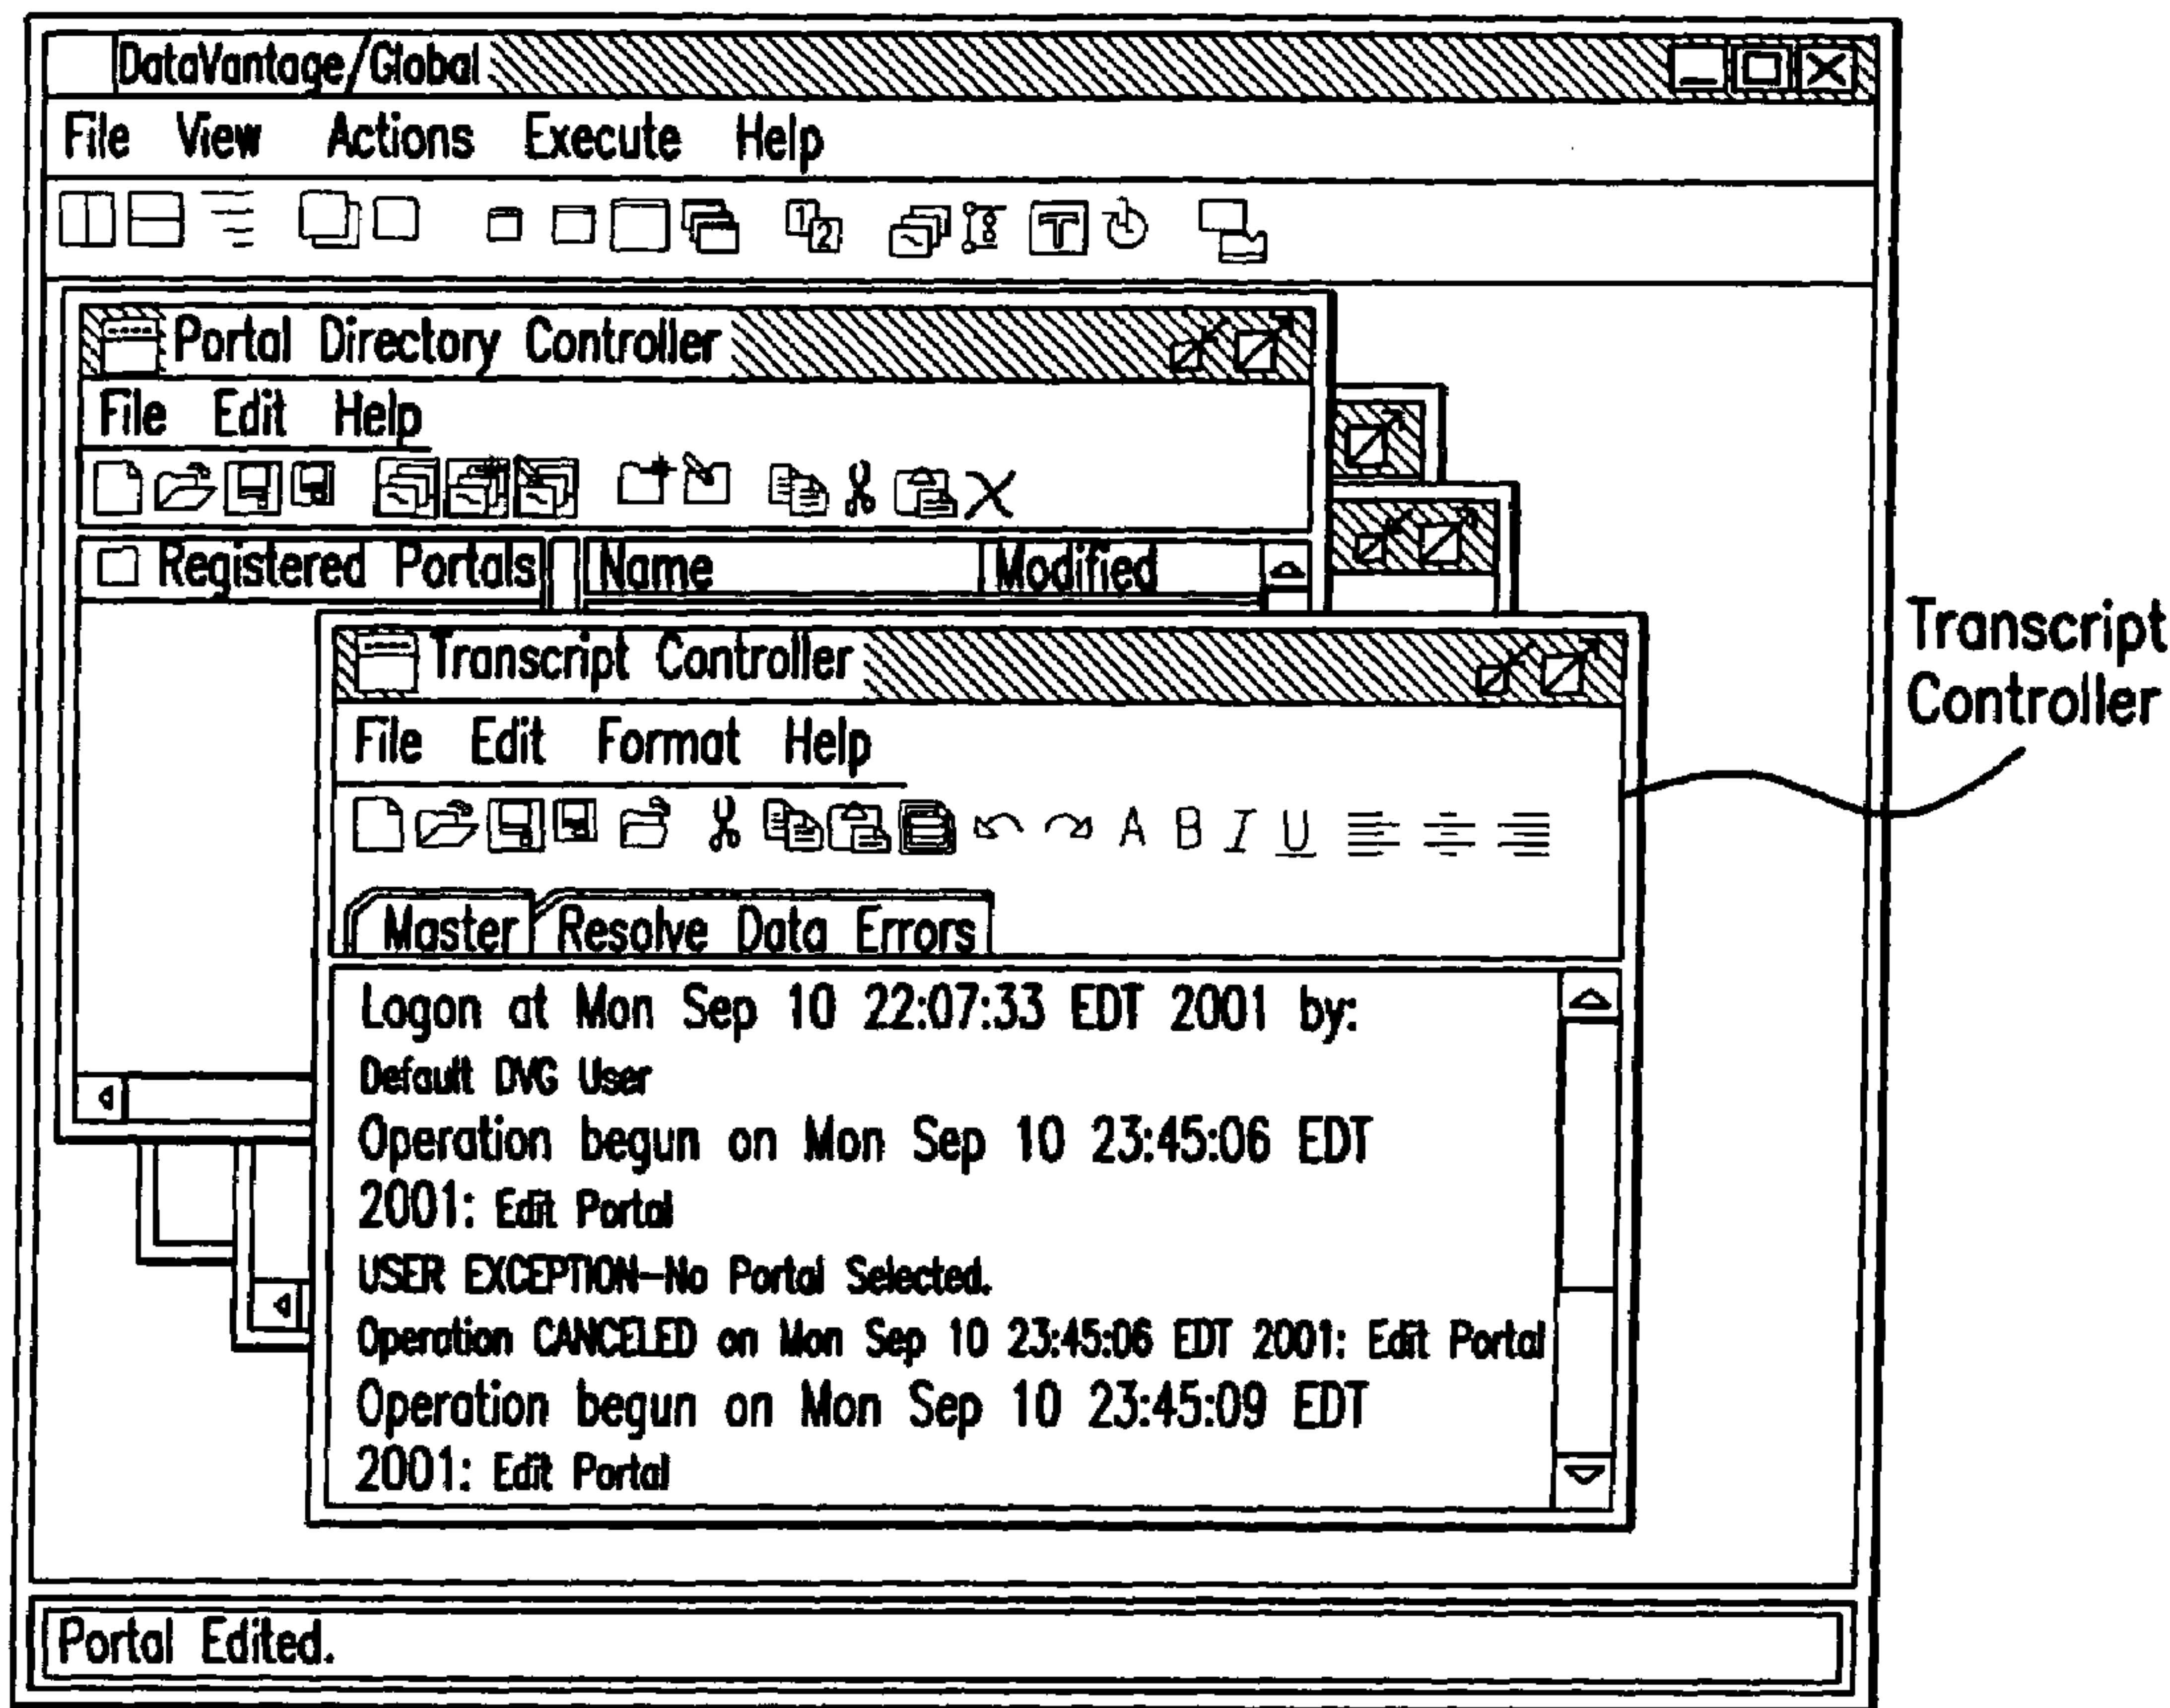 DataVantage/Global
File View Actions Execute Help
1 2 T
Portal Directory Controller
File Edit Help
Registered Portals Name Modified
Transcript Controller
File Edit Format Help
A B I U
Master Resolve Data Errors
Logon at Mon Sep 10 22:07:33 EDT 2001 by:
Default DVG User
Operation begun on Mon Sep 10 23:45:06 EDT
2001: Edit Portal
USER EXCEPTION-No Portal Selected.
Operation CANCELED on Mon Sep 10 23:45:06 EDT 2001: Edit Portal
Operation begun on Mon Sep 10 23:45:09 EDT
2001: Edit Portal
Portal Edited.
Transcript
Controller